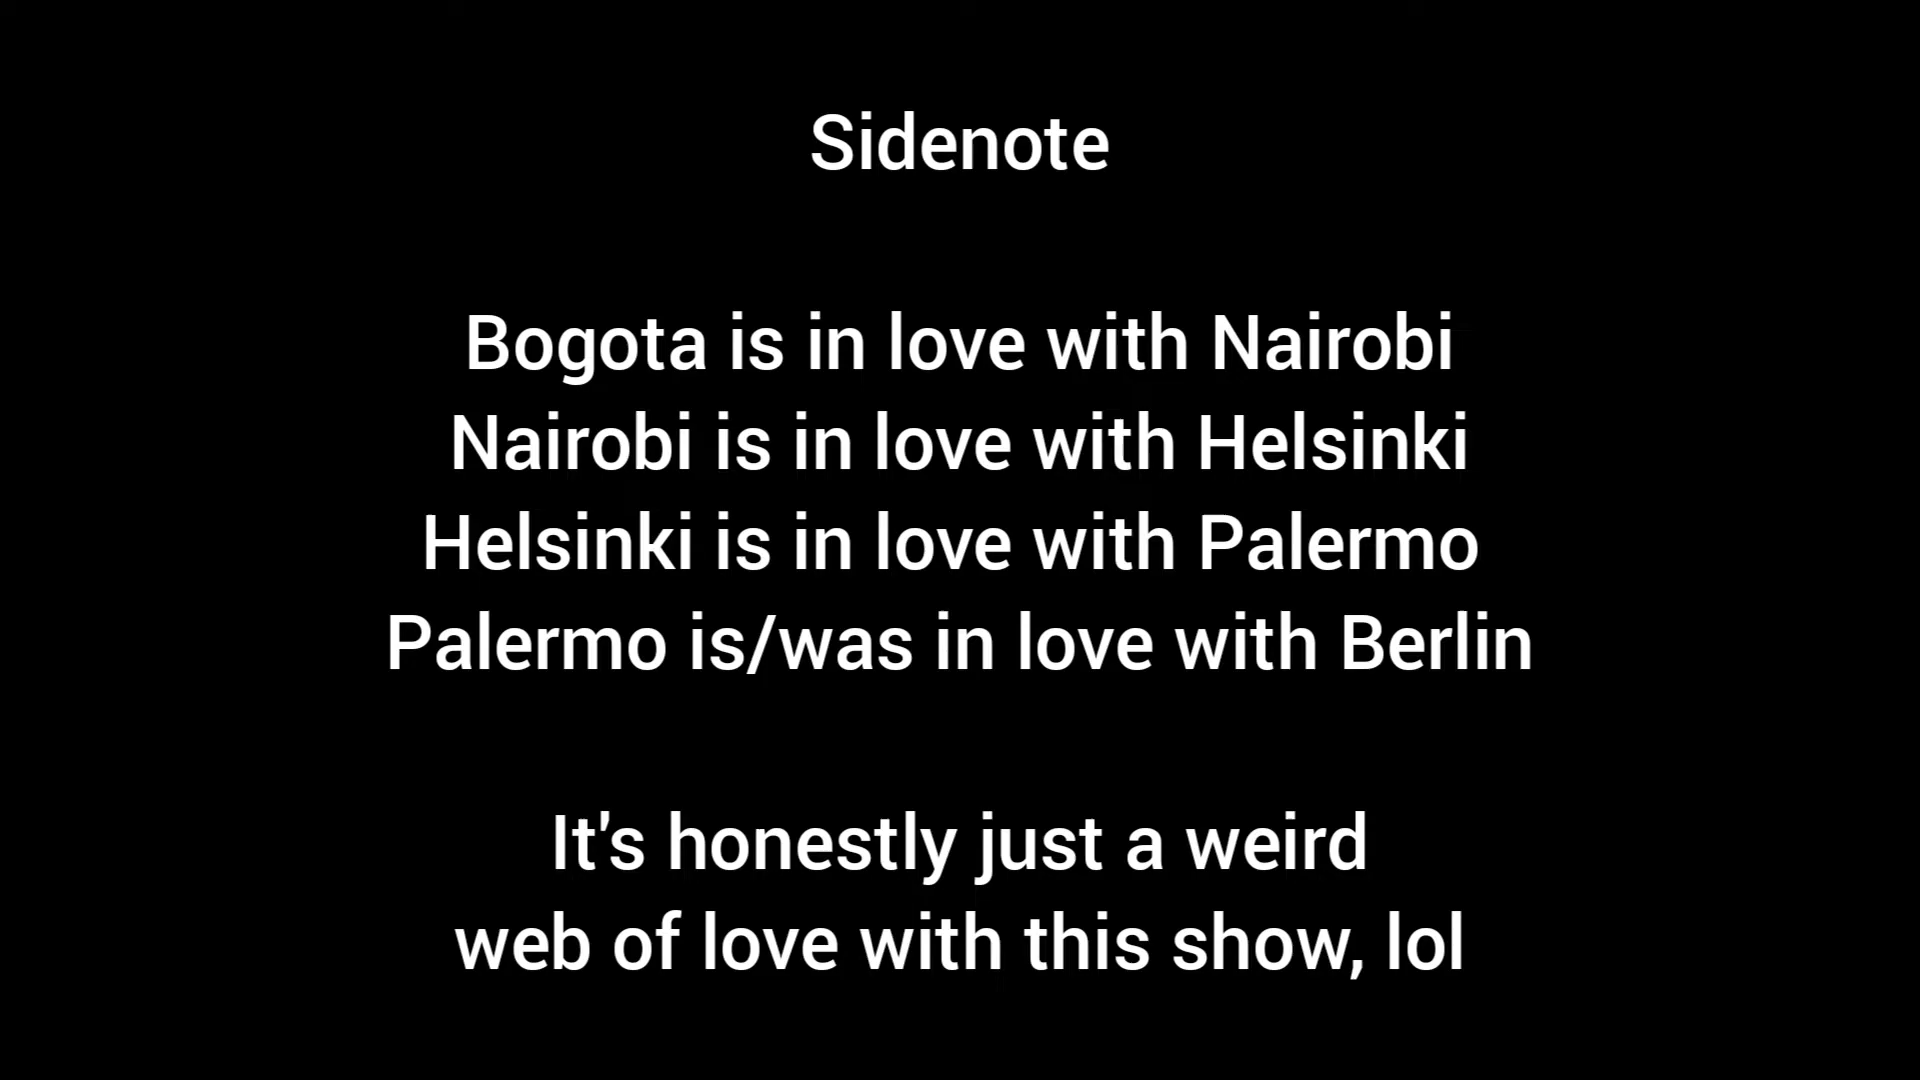 Sidenote
Bogota is in love with Nairobi
Nairobi is in love with Helsinki
Helsinki is in love with Palermo
Palermo is/was in love with Berlin
It's honestly just a weird
web of love with this show, lol